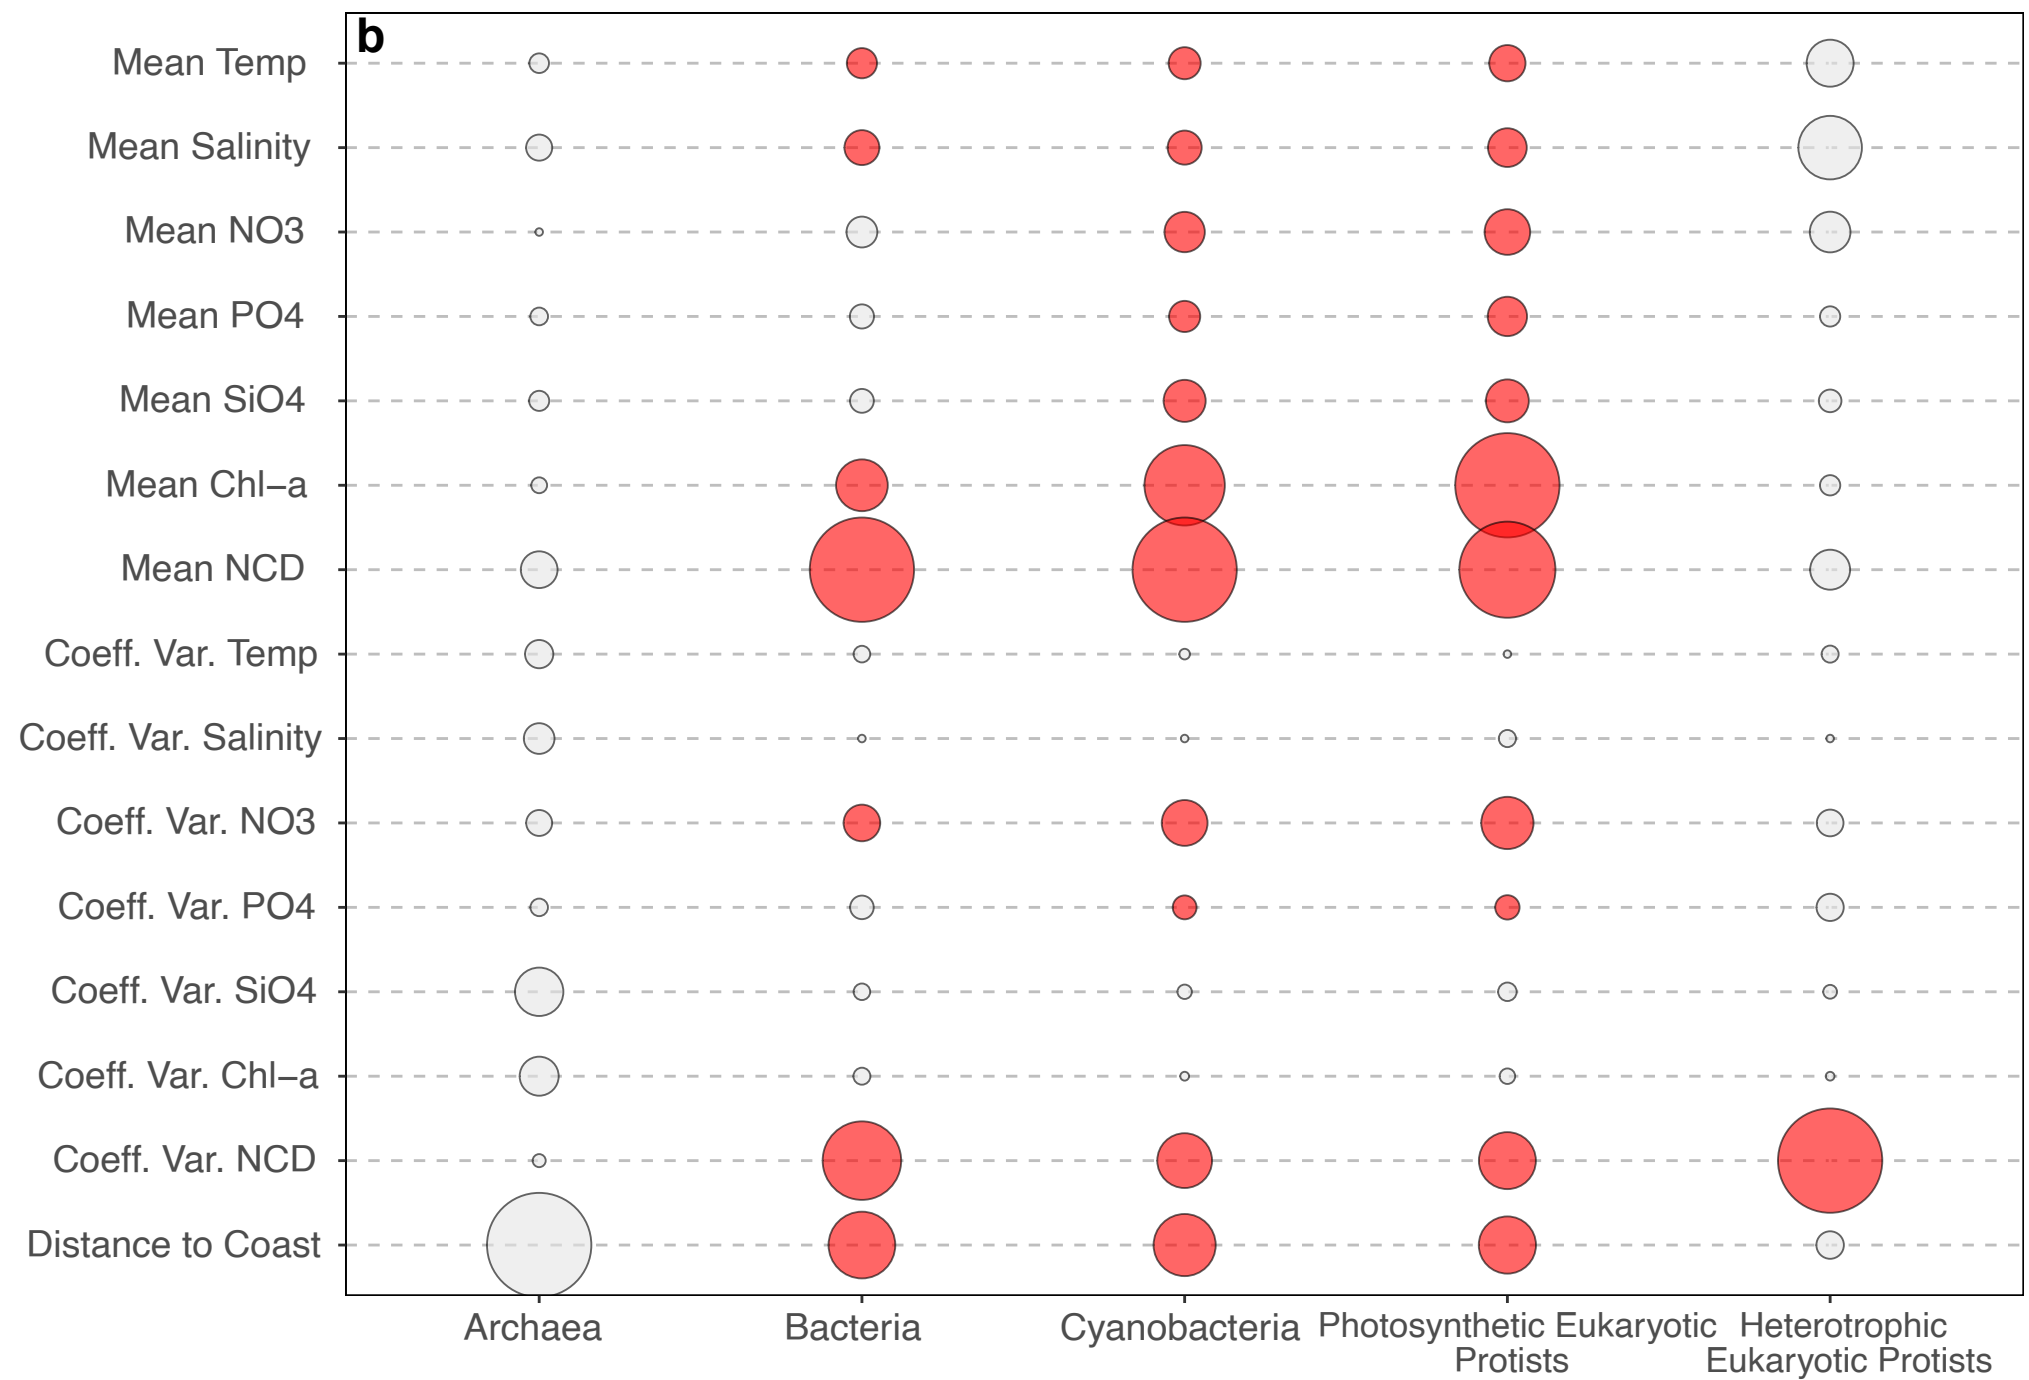 b
Mean Temp
Mean Salinity
Mean NO3
Mean PO4
Mean SiO4
Mean Chl−a
Mean NCD
Coeff. Var. Temp
Coeff. Var. Salinity
Coeff. Var. NO3
Coeff. Var. PO4
Coeff. Var. SiO4
Coeff. Var. Chl−a
Coeff. Var. NCD
Distance to Coast
Archaea
Bacteria
Cyanobacteria
Photosynthetic Eukaryotic
Protists
Heterotrophic
Eukaryotic Protists